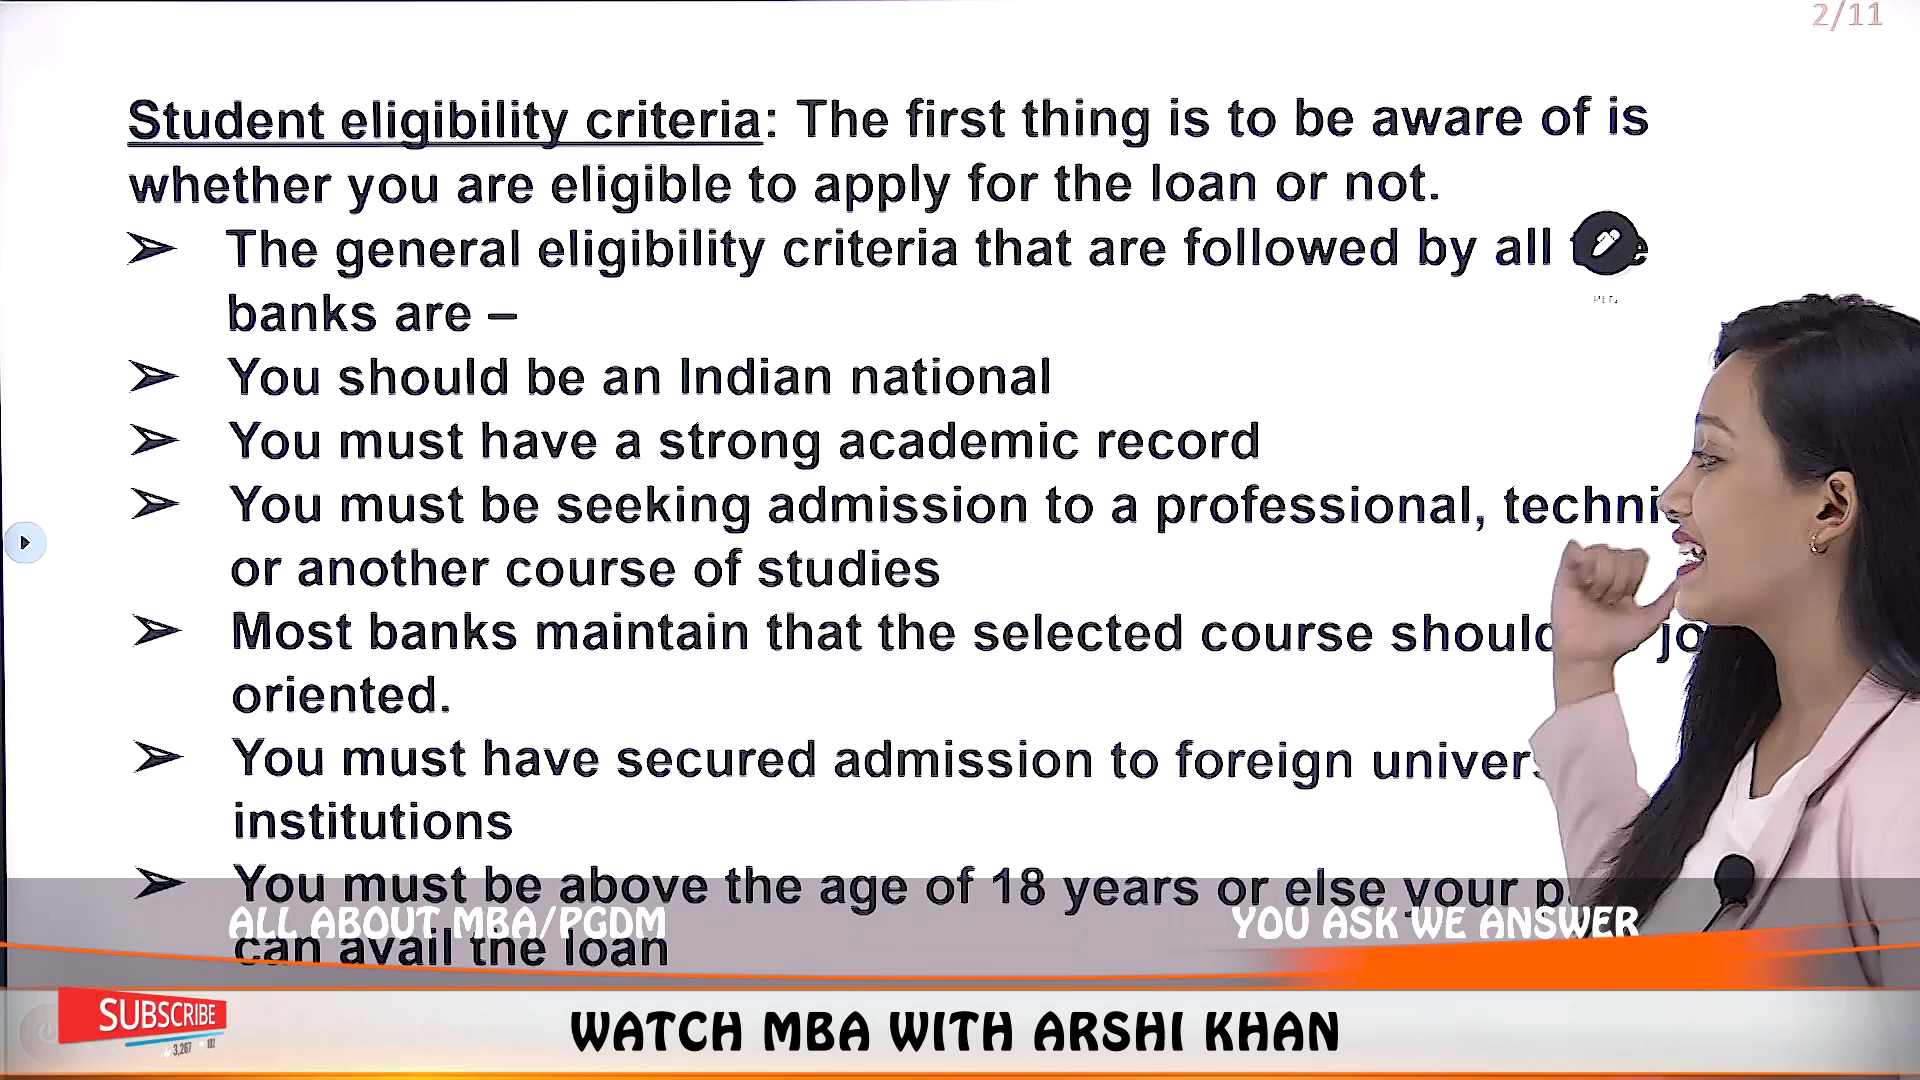 2/11
Student eligibility criteria: The first thing is to be aware of is
whether you are eligible to apply for the loan or not.
➢ The general eligibility criteria that are followed by all
banks are –
➢ You should be an Indian national
➢ You must have a strong academic record
➢ You must be seeking admission to a professional,
or another course of studies
➢ Most banks maintain that the selected course
oriented.
➢ You must have secured admission to foreign
institutions
➢ You must be above the age of 18 years or else your
can avail the loan
ALL ABOUT MBA/PGDM
YOU ASK WE ANSWER
SUBSCRIBE
3,267
WATCH MBA WITH ARSHI KHAN